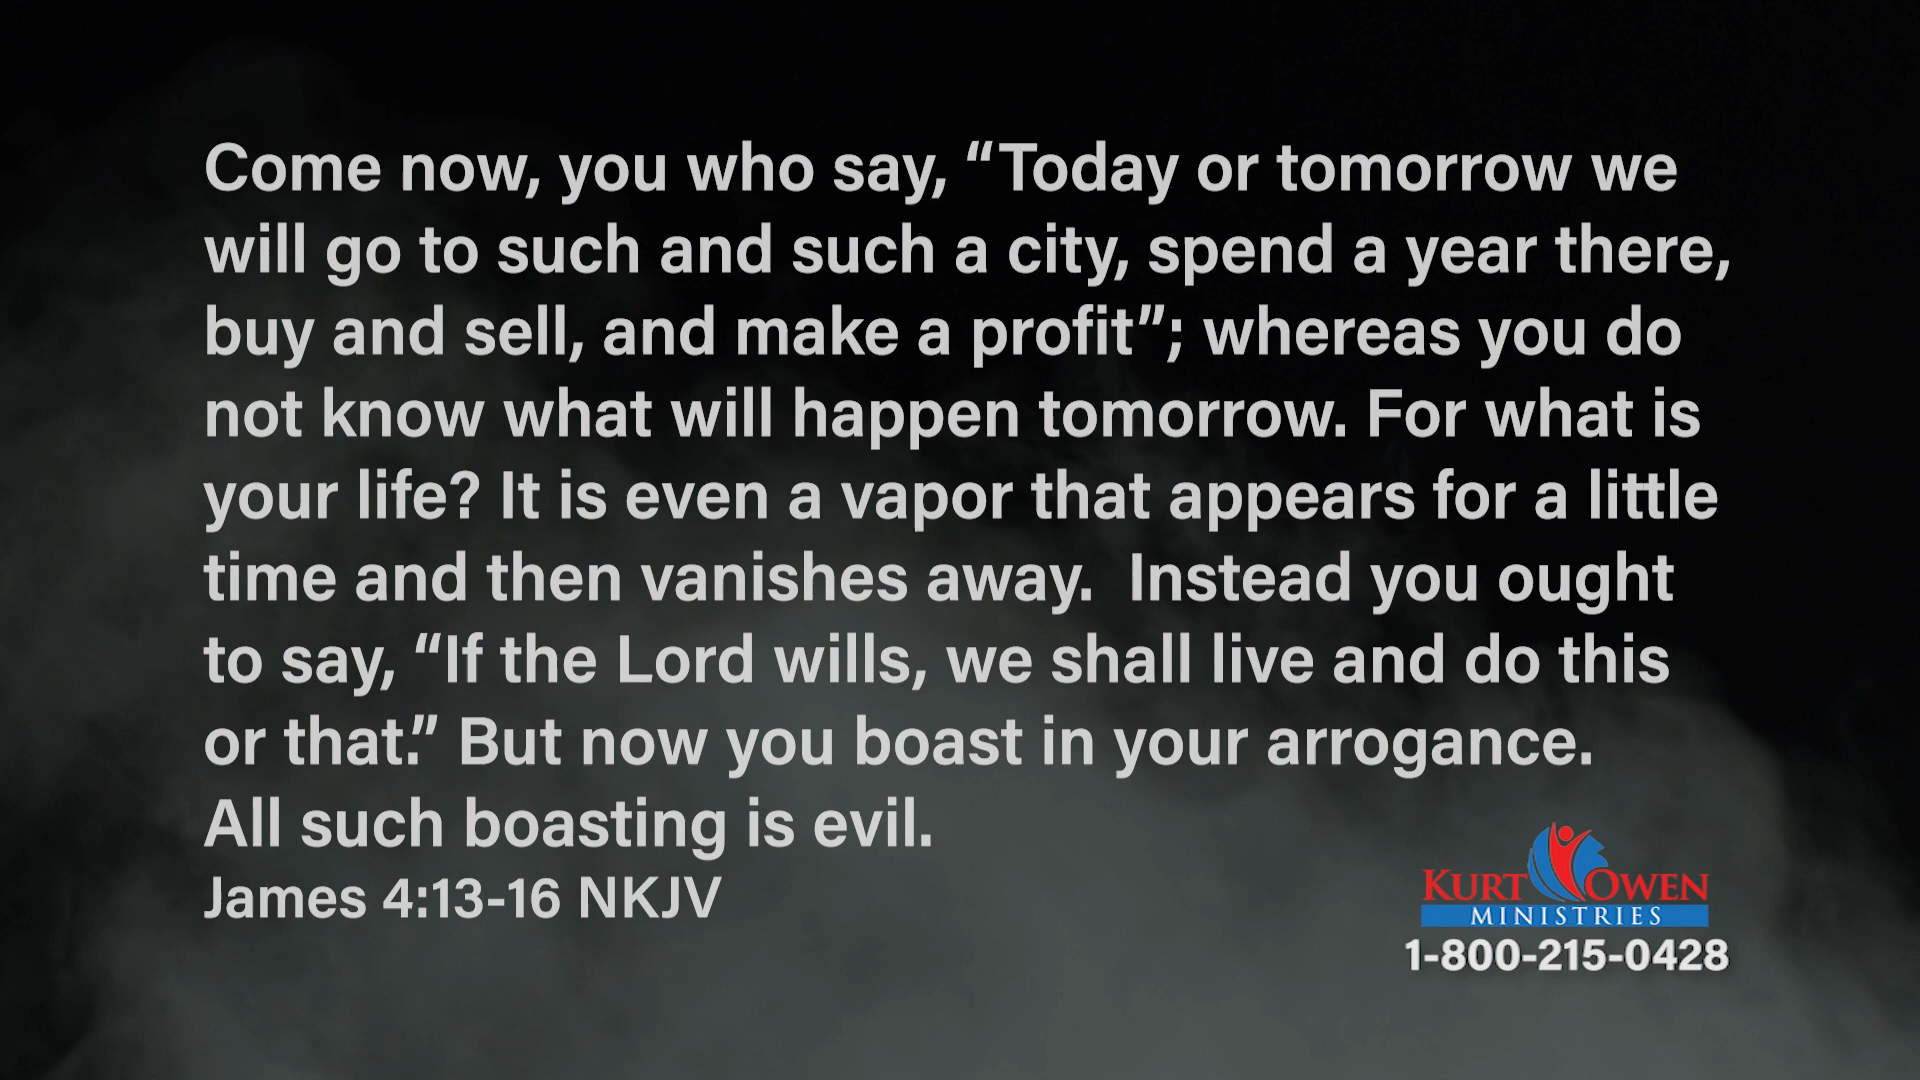 Come now, you who say, “Today or tomorrow we
will go to such and such a city, spend a year there,
buy and sell, and make a profit”; whereas you do
not know what will happen tomorrow. For what is
your life? It is even a vapor that appears for a little
time and then vanishes away.  Instead you ought
to say, “If the Lord wills, we shall live and do this
or that.” But now you boast in your arrogance.
All such boasting is evil.
James 4:13-16 NKJV
KURT OWEN
MINISTRIES
1-800-215-0428